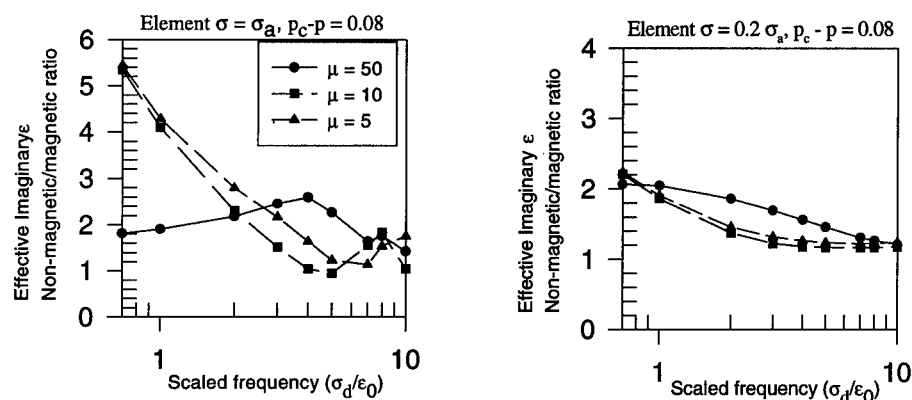 Element σ = σa, pc-p = 0.08
6
5
4
3
2
1
0
Effective Imaginaryε
Non-magnetic/magnetic ratio
μ = 50
μ = 10
μ = 5
1
10
Scaled frequency (σd/ε0)
Element σ = 0.2 σa, pc - p = 0.08
4
3
2
1
0
Effective Imaginary ε
Non-magnetic/magnetic ratio
1
10
Scaled frequency (σd/ε0)